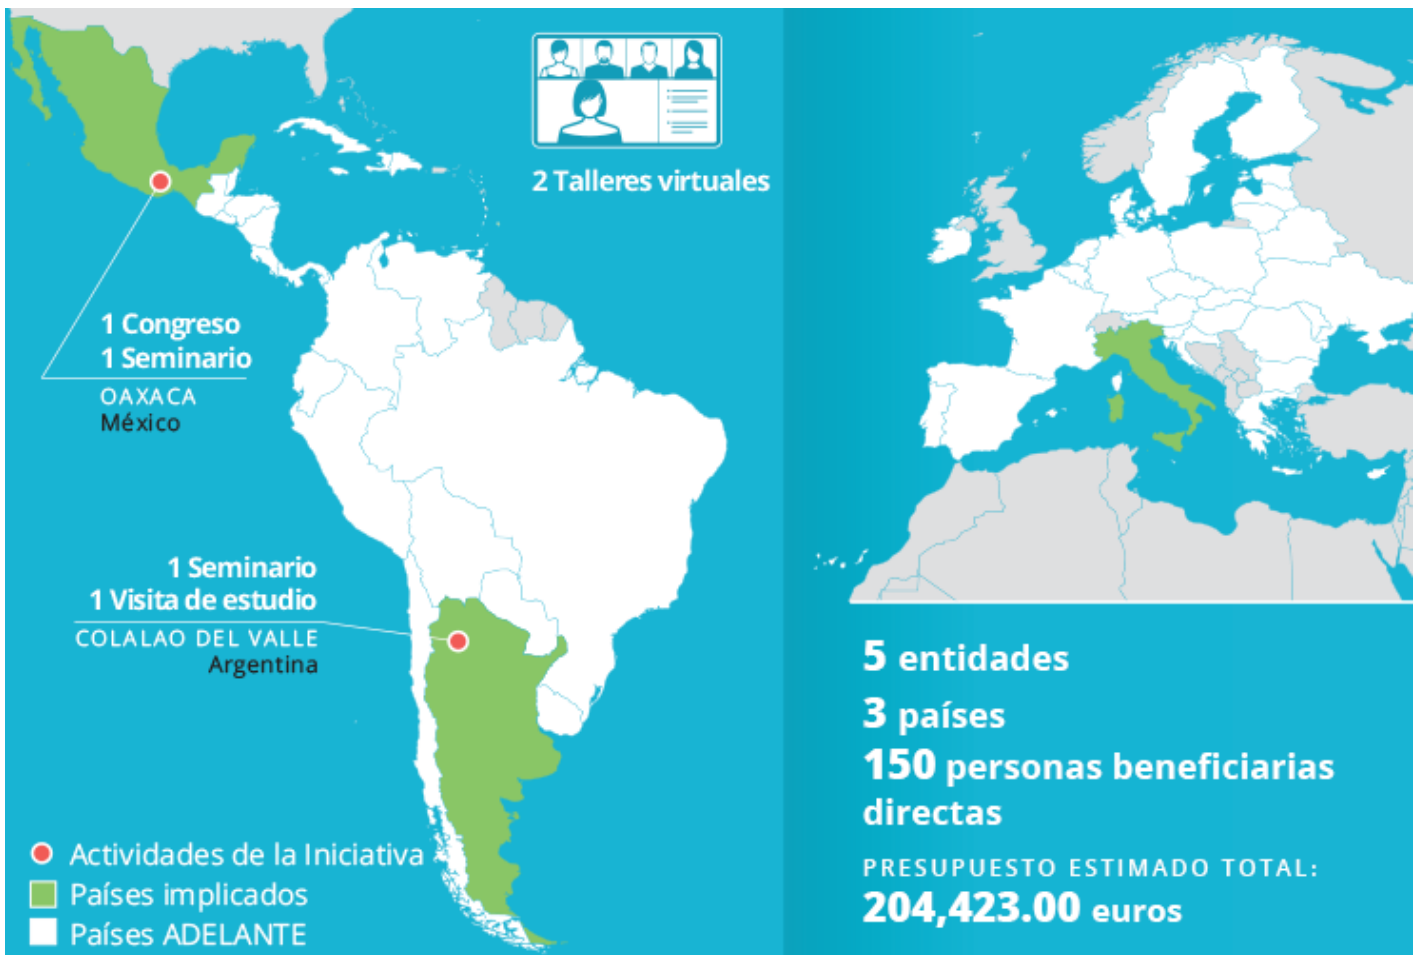 2 Talleres virtuales
1 Congreso
1 Seminario
OAXACA
México
1 Seminario
1 Visita de estudio
COLALAO DEL VALLE
Argentina
Actividades de la Iniciativa
Países implicados
Países ADELANTE
5 entidades
3 países
150 personas beneficiarias
directas
PRESUPUESTO ESTIMADO TOTAL:
204,423.00 euros